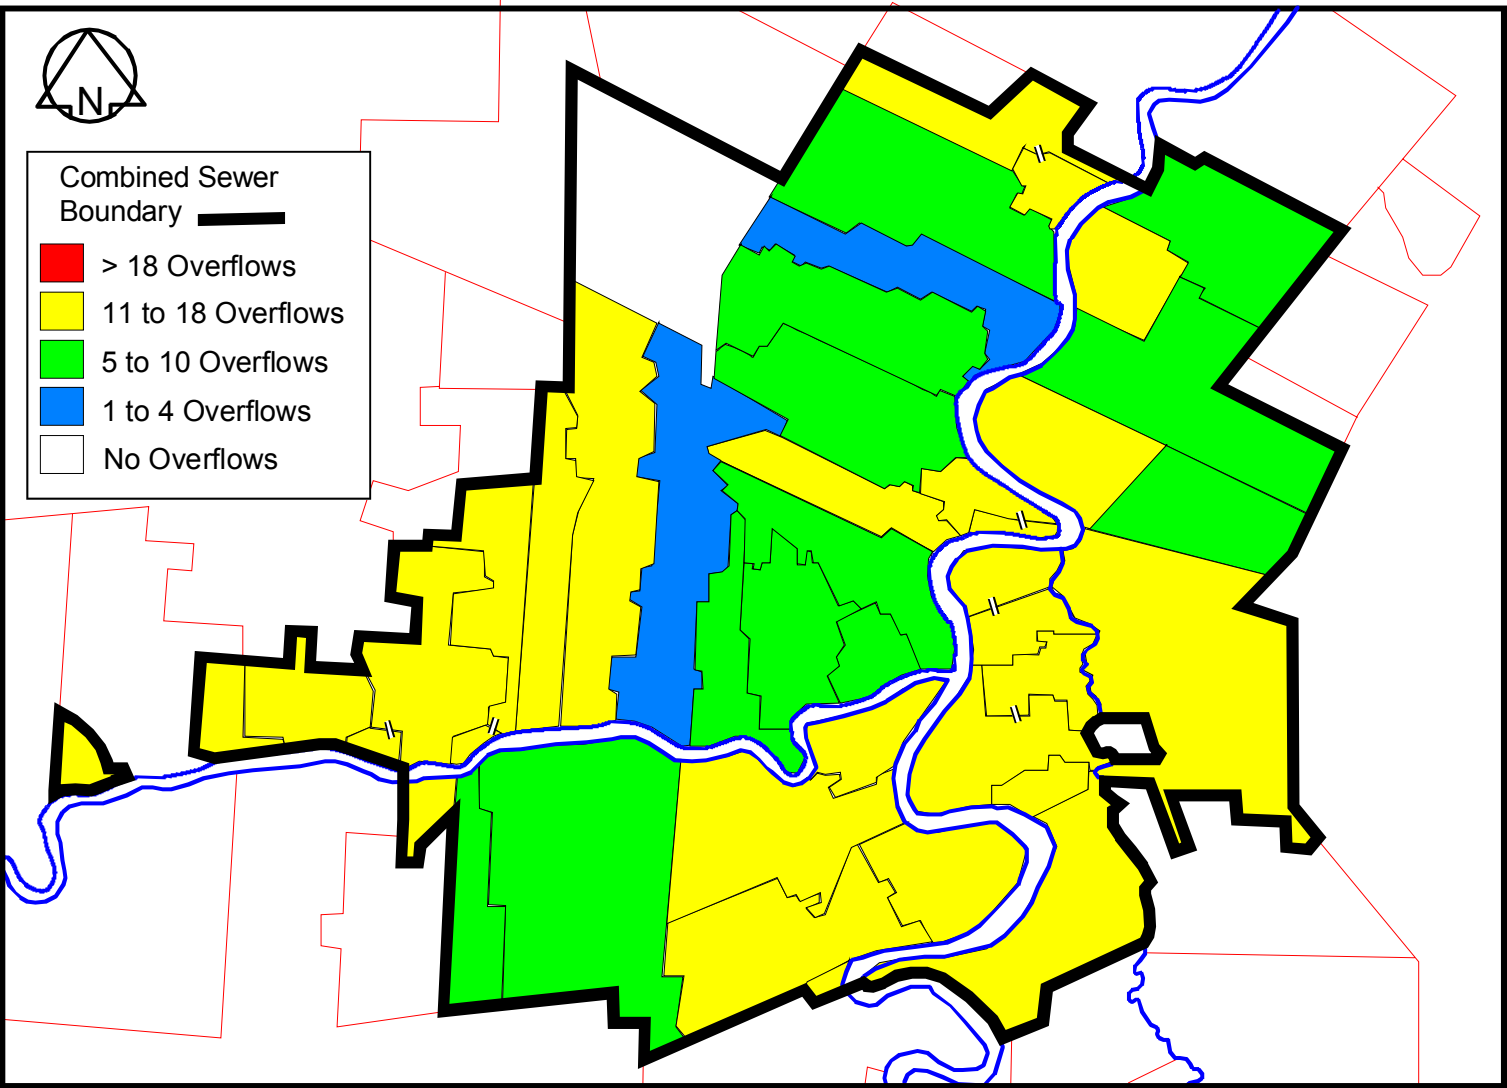 N
Combined Sewer
Boundary
> 18 Overflows
11 to 18 Overflows
5 to 10 Overflows
1 to 4 Overflows
No Overflows